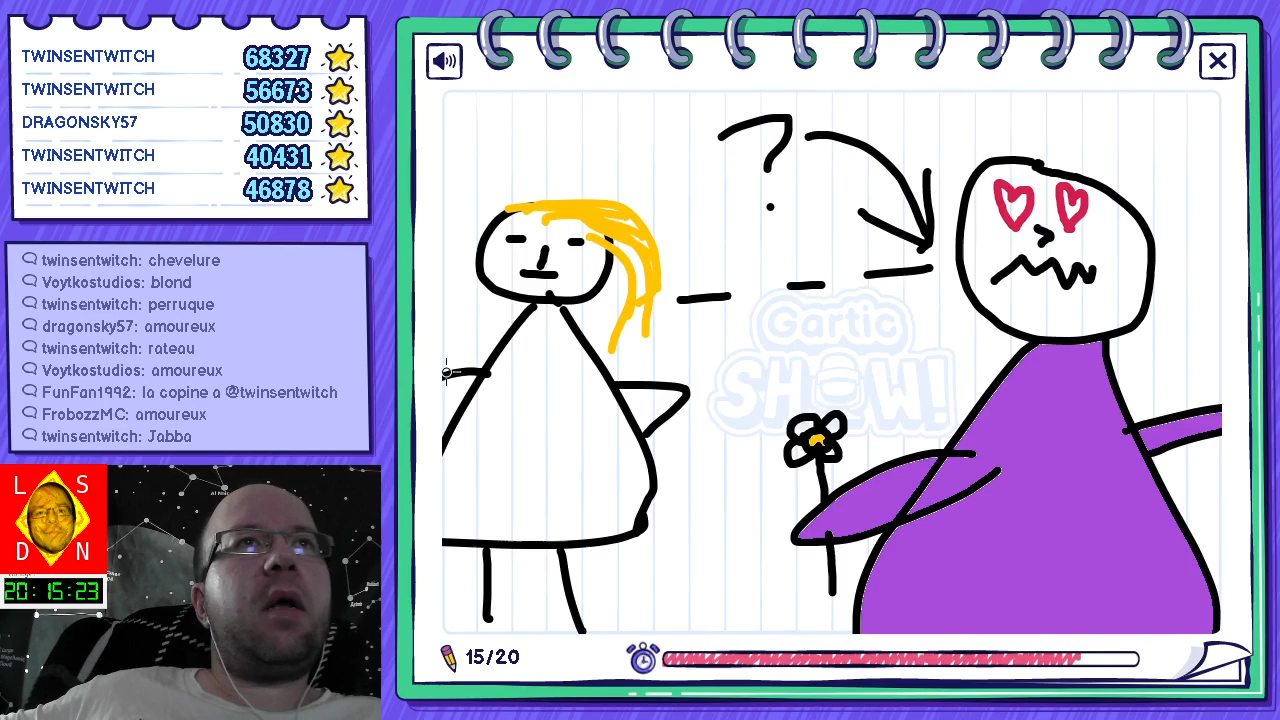 TWINSENTWITCH 68327
TWINSENTWITCH 56673
DRAGONSKY57 50830
TWINSENTWITCH 40431
TWINSENTWITCH 46878
twinsentwitch: chevelure
Voytkostudios: blond
twinsentwitch: perruque
dragonsky57: amoureux
twinsentwitch: rateau
Voytkostudios: amoureux
FunFan1992: la copine a @twinsentwitch
FrobozzMC: amoureux
twinsentwitch: Jabba
L S
D N
20:15:23
?
Gartic
SHOW!
15/20